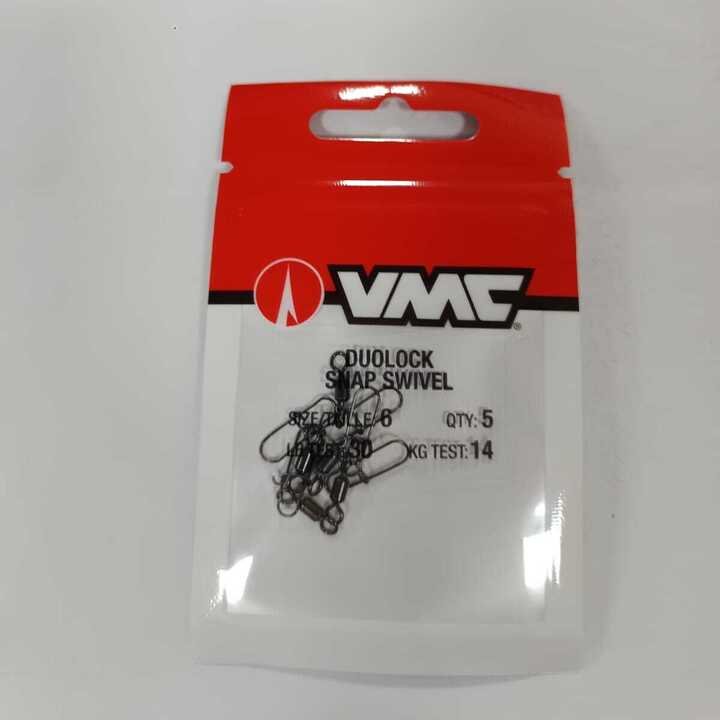 VMC®
DUOLOCK
SNAP SWIVEL
SIZE/TAILLE: 6 QTY: 5
LB TEST: 30 KG TEST: 14